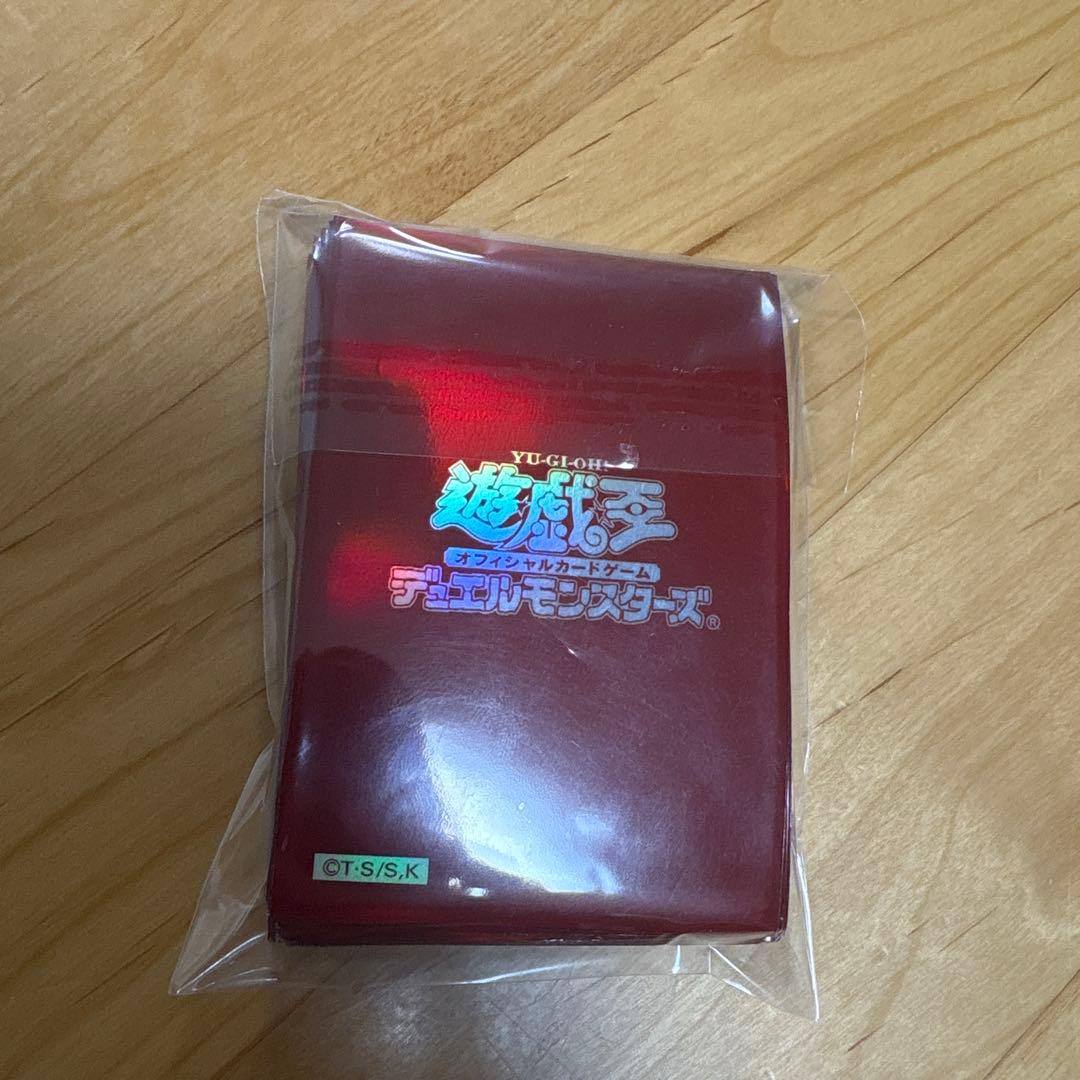 YU-GI-OH!
遊戯王
オフィシャルカードゲーム
デュエルモンスターズ®
©T·S/S,K